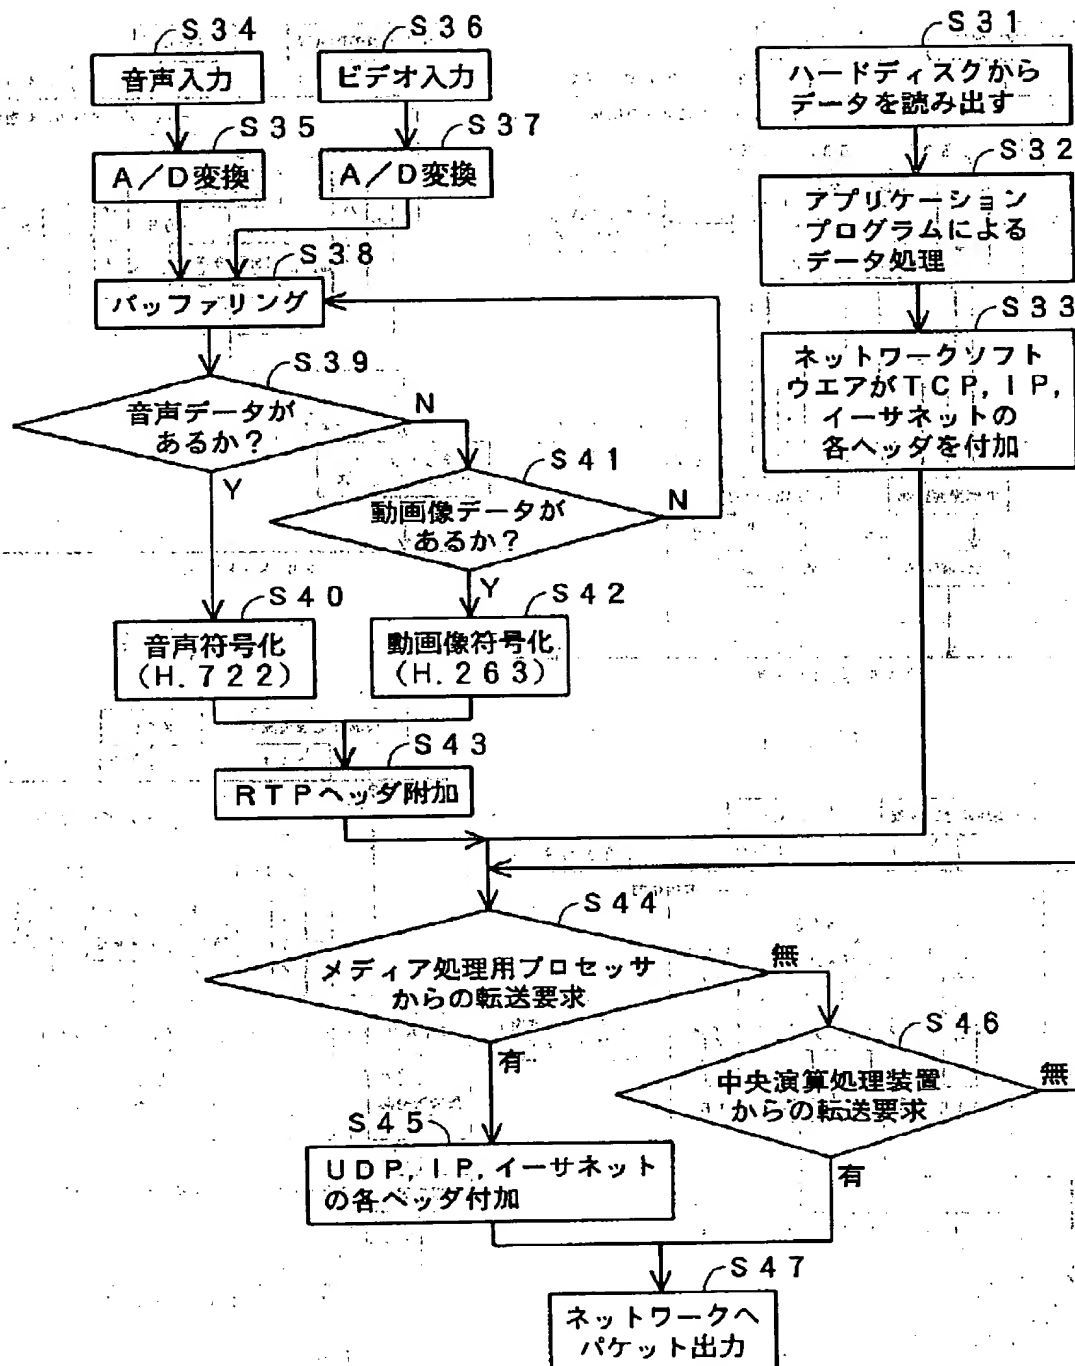 S34
音声入力
S35
A/D変換
S36
ビデオ入力
S37
A/D変換
S38
バッファリング
S39
音声データが
あるか?
N
Y
S41
動画像データが
あるか?
N
Y
S40
音声符号化
(H.722)
S42
動画像符号化
(H.263)
S43
RTPヘッダ附加
S31
ハードディスクから
データを読み出す
S32
アプリケーション
プログラムによる
データ処理
S33
ネットワークソフト
ウエアがTCP,IP,
イーサネットの
各ヘッダを付加
S44
メディア処理用プロセッサ
からの転送要求
無
有
S46
中央演算処理装置
からの転送要求
無
有
S45
UDP,IP,イーサネット
の各ヘッダ付加
S47
ネットワークへ
パケット出力